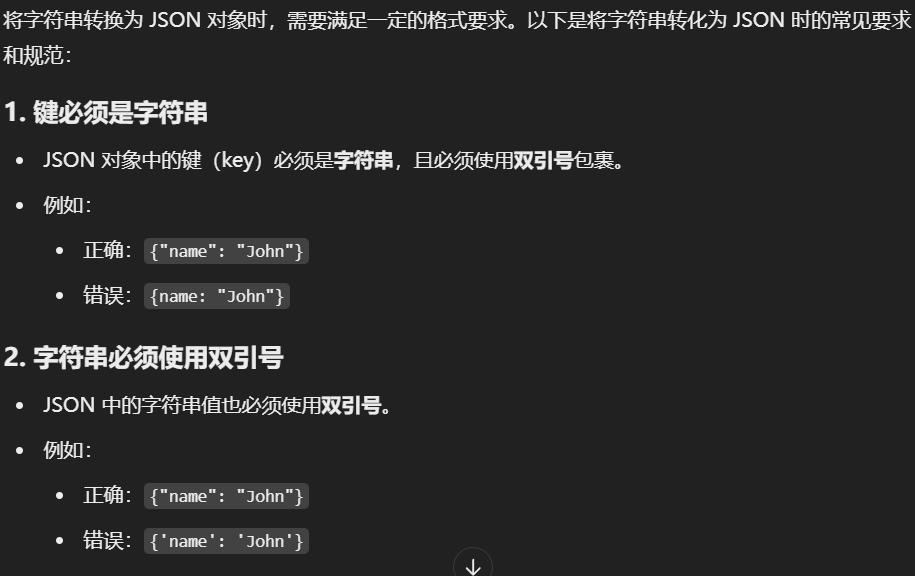 将字符串转换为 JSON 对象时，需要满足一定的格式要求。以下是将字符串转化为 JSON 时的常见要求
和规范：
1. 键必须是字符串
• JSON 对象中的键（key）必须是字符串，且必须使用双引号包裹。
• 例如：
• 正确： {"name": "John"}
• 错误： {name: "John"}
2. 字符串必须使用双引号
• JSON 中的字符串值也必须使用双引号。
• 例如：
• 正确： {"name": "John"}
• 错误： {'name': 'John'}